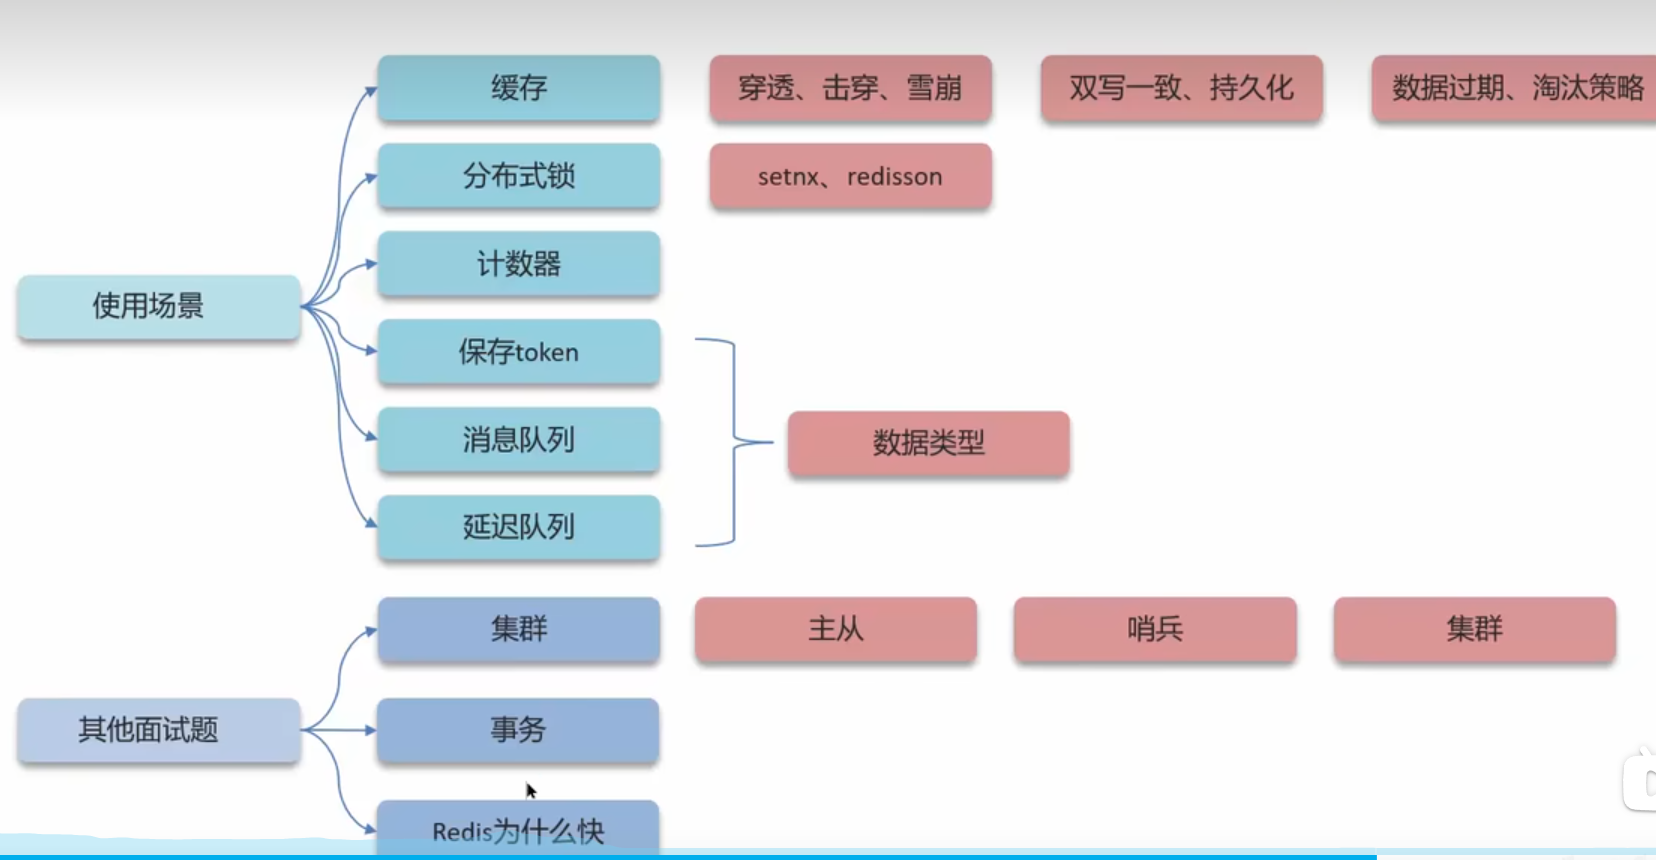 缓存
穿透、击穿、雪崩
双写一致、持久化
数据过期、淘汰策略
分布式锁
setnx、redisson
计数器
使用场景
保存token
消息队列
数据类型
延迟队列
集群
主从
哨兵
集群
其他面试题
事务
Redis为什么快